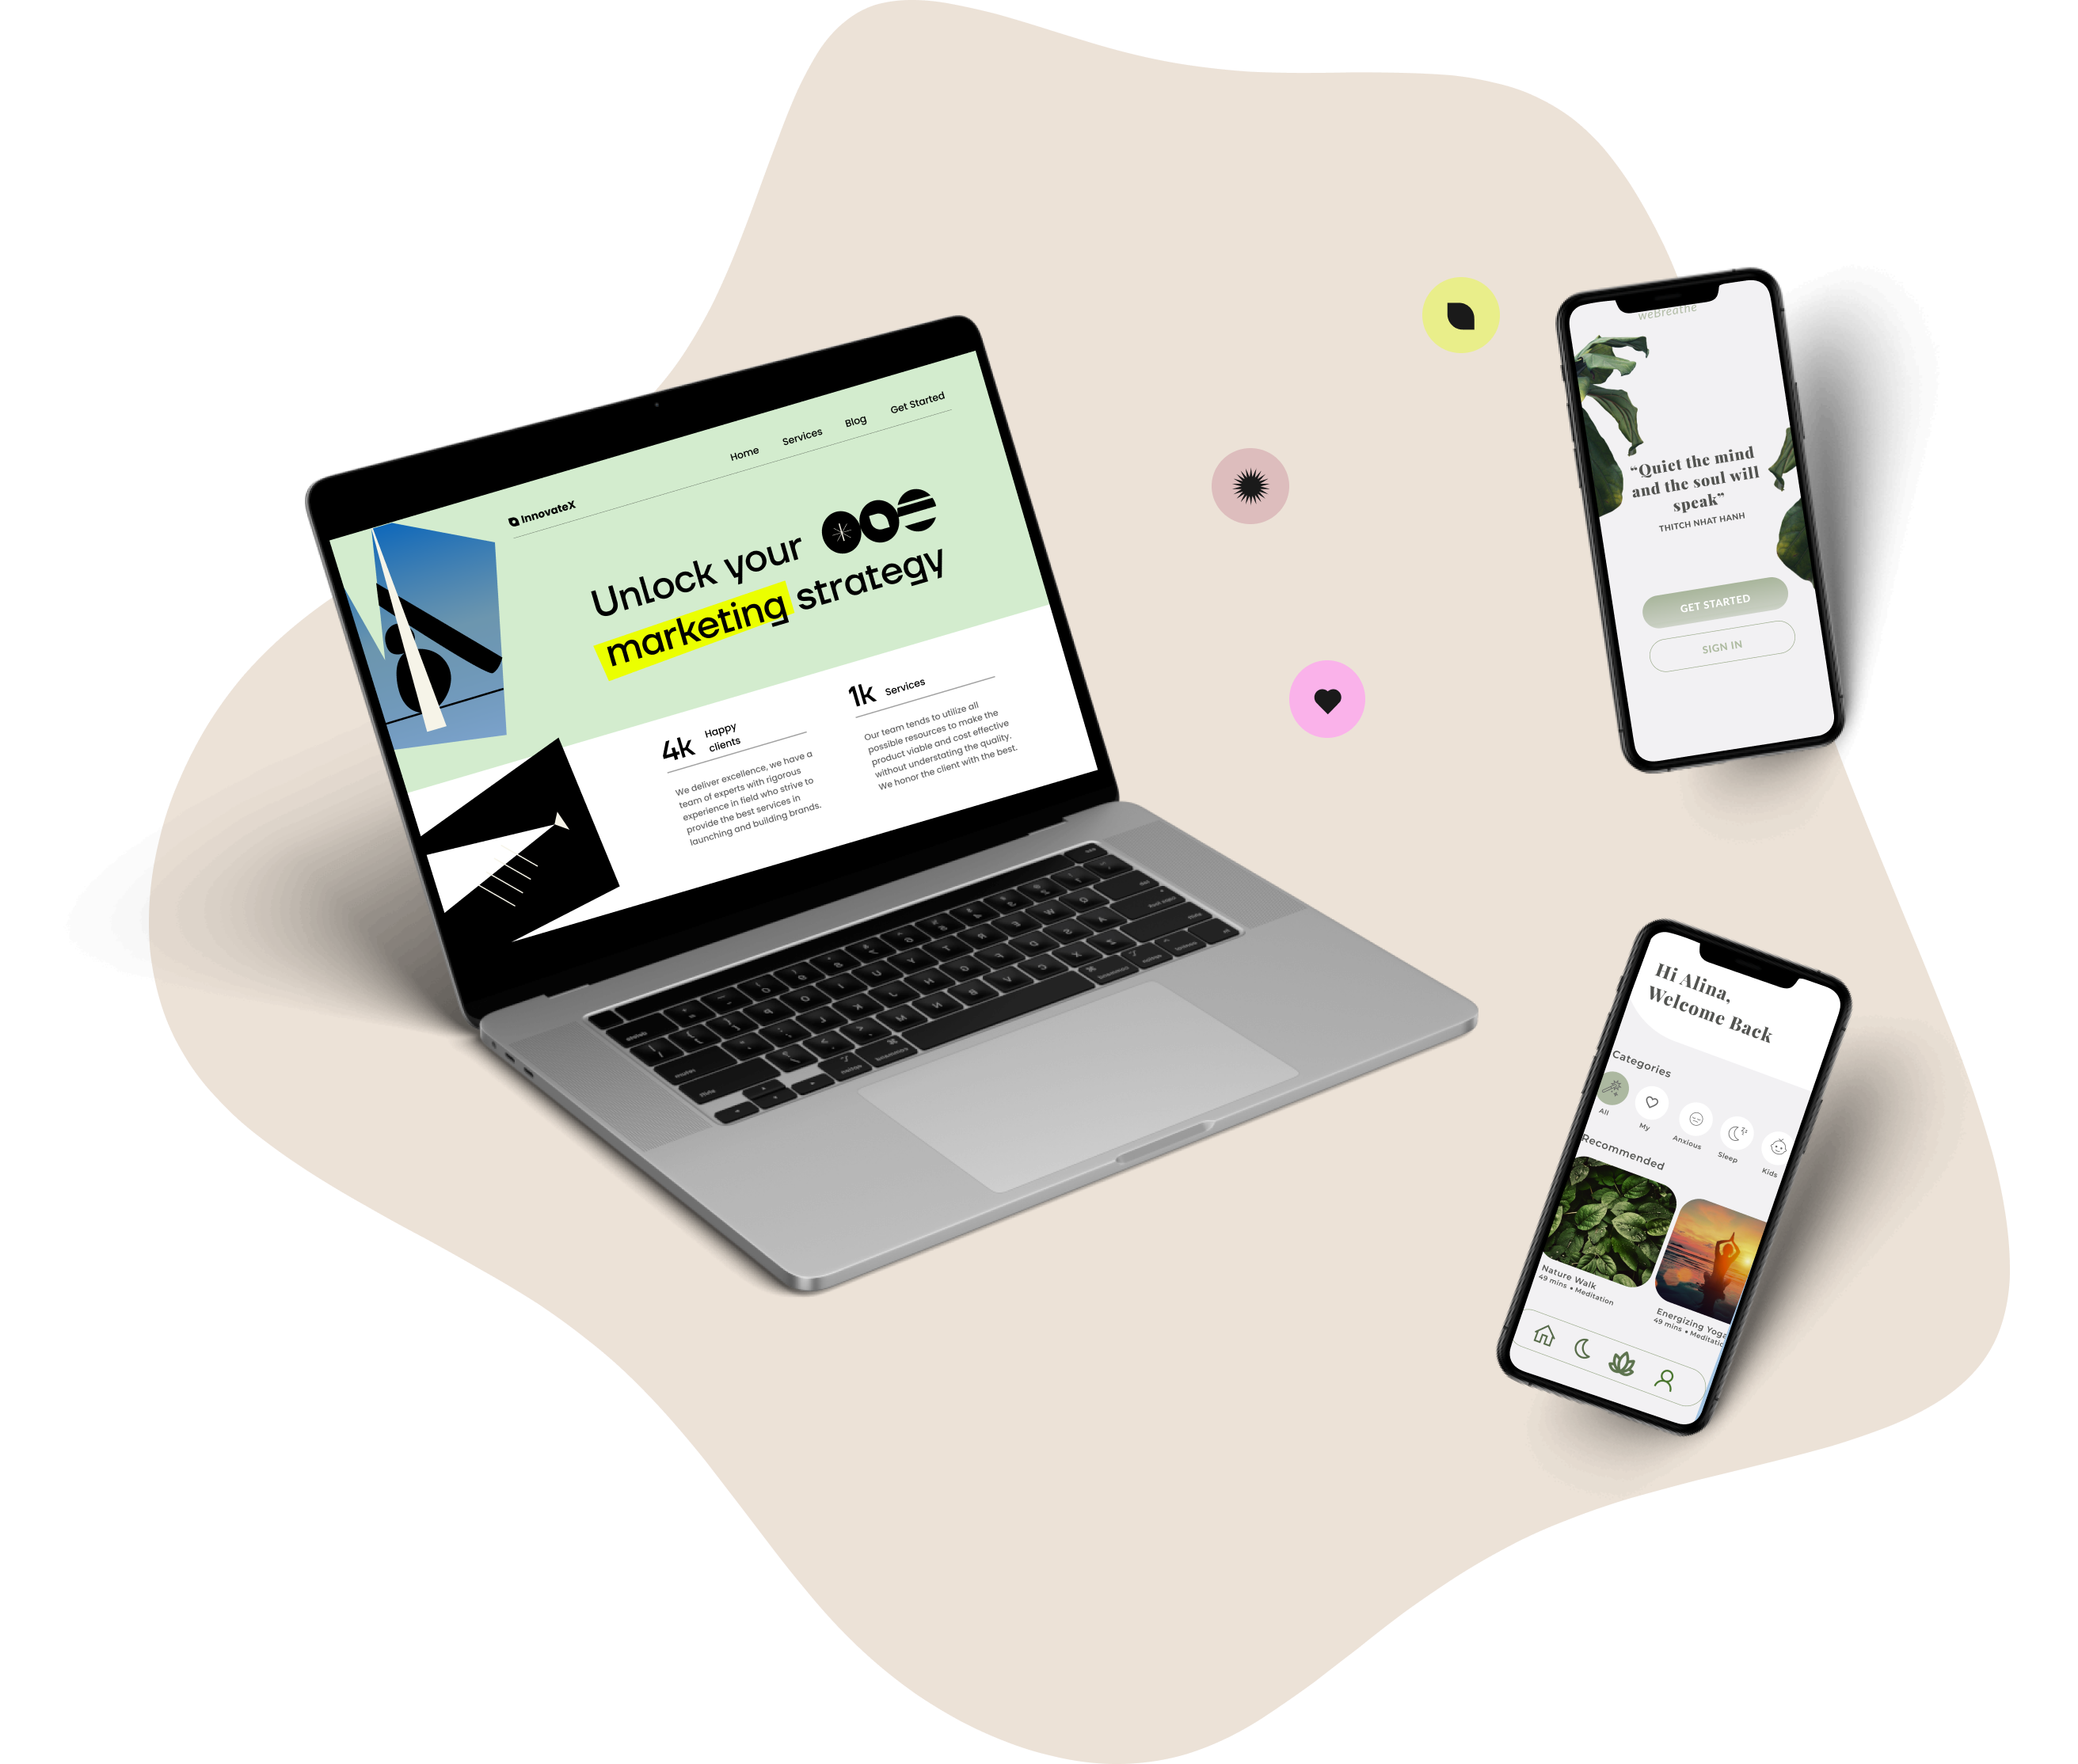 InnovateX
Home
Services
Blog
Get Started
Unlock your
marketing strategy
4k
Happy
clients
We deliver excellence, we have a
team of experts with rigorous
experience in field who strive to
provide the best services in
launching and building brands.
1k
Services
Our team tends to utilize all
possible resources to make the
product viable and cost effective
without understating the quality.
We honor the client with the best.
weBreathe
“Quiet the mind
and the soul will
speak”
THITCH NHAT HANH
GET STARTED
SIGN IN
Hi Alina,
Welcome Back
Categories
All
My
Anxious
Sleep
Kids
Recommended
Nature Walk
49 mins • Meditation
Energizing Yoga
49 mins • Meditatio